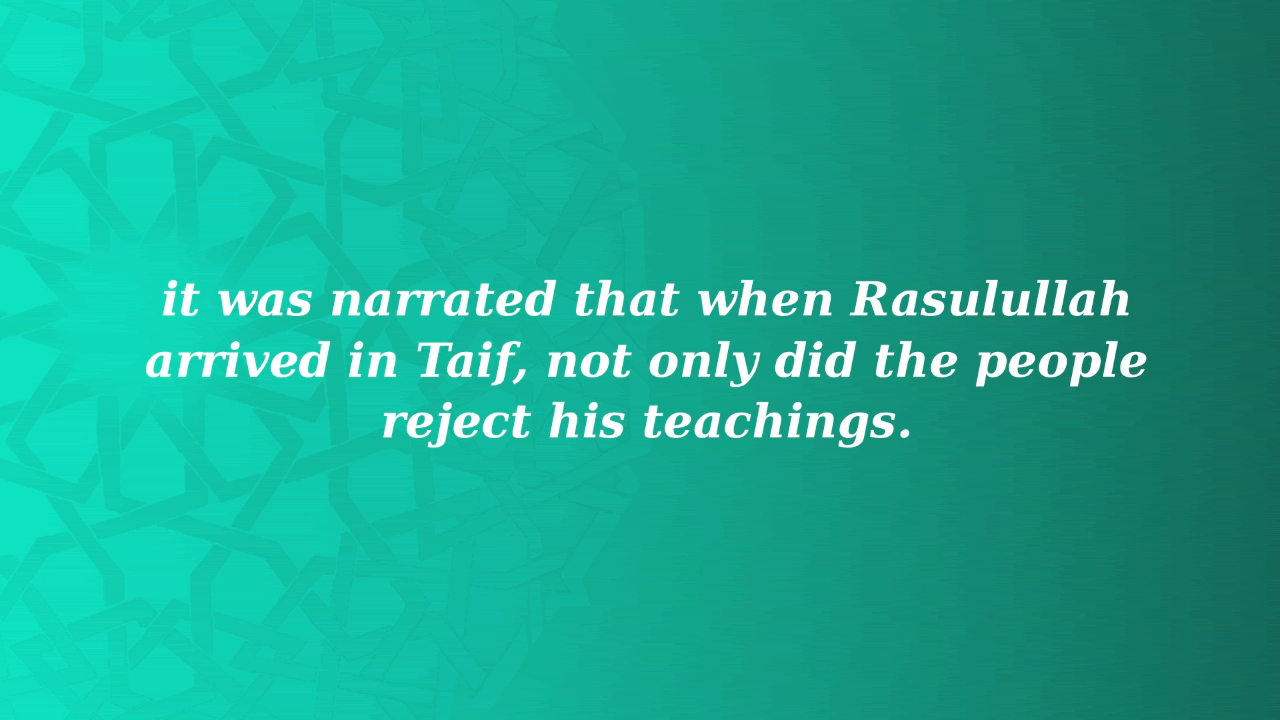 it was narrated that when Rasulullah
arrived in Taif, not only did the people
reject his teachings.